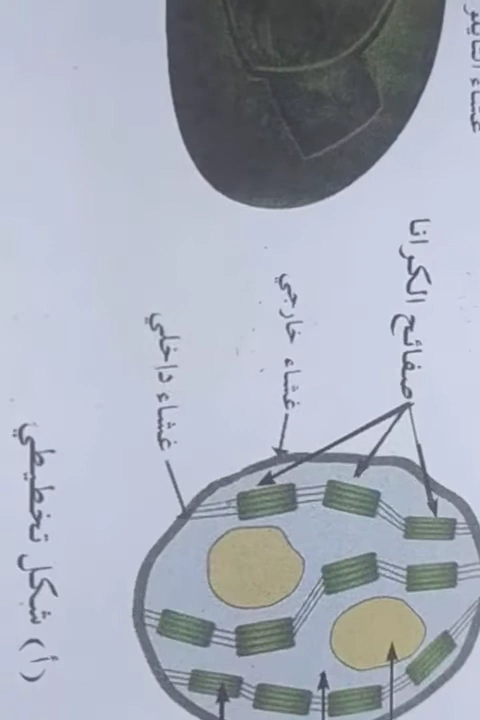 صفائح الكرانا
غشاء خارجي
غشاء داخلي
(أ) شكل تخطيطي